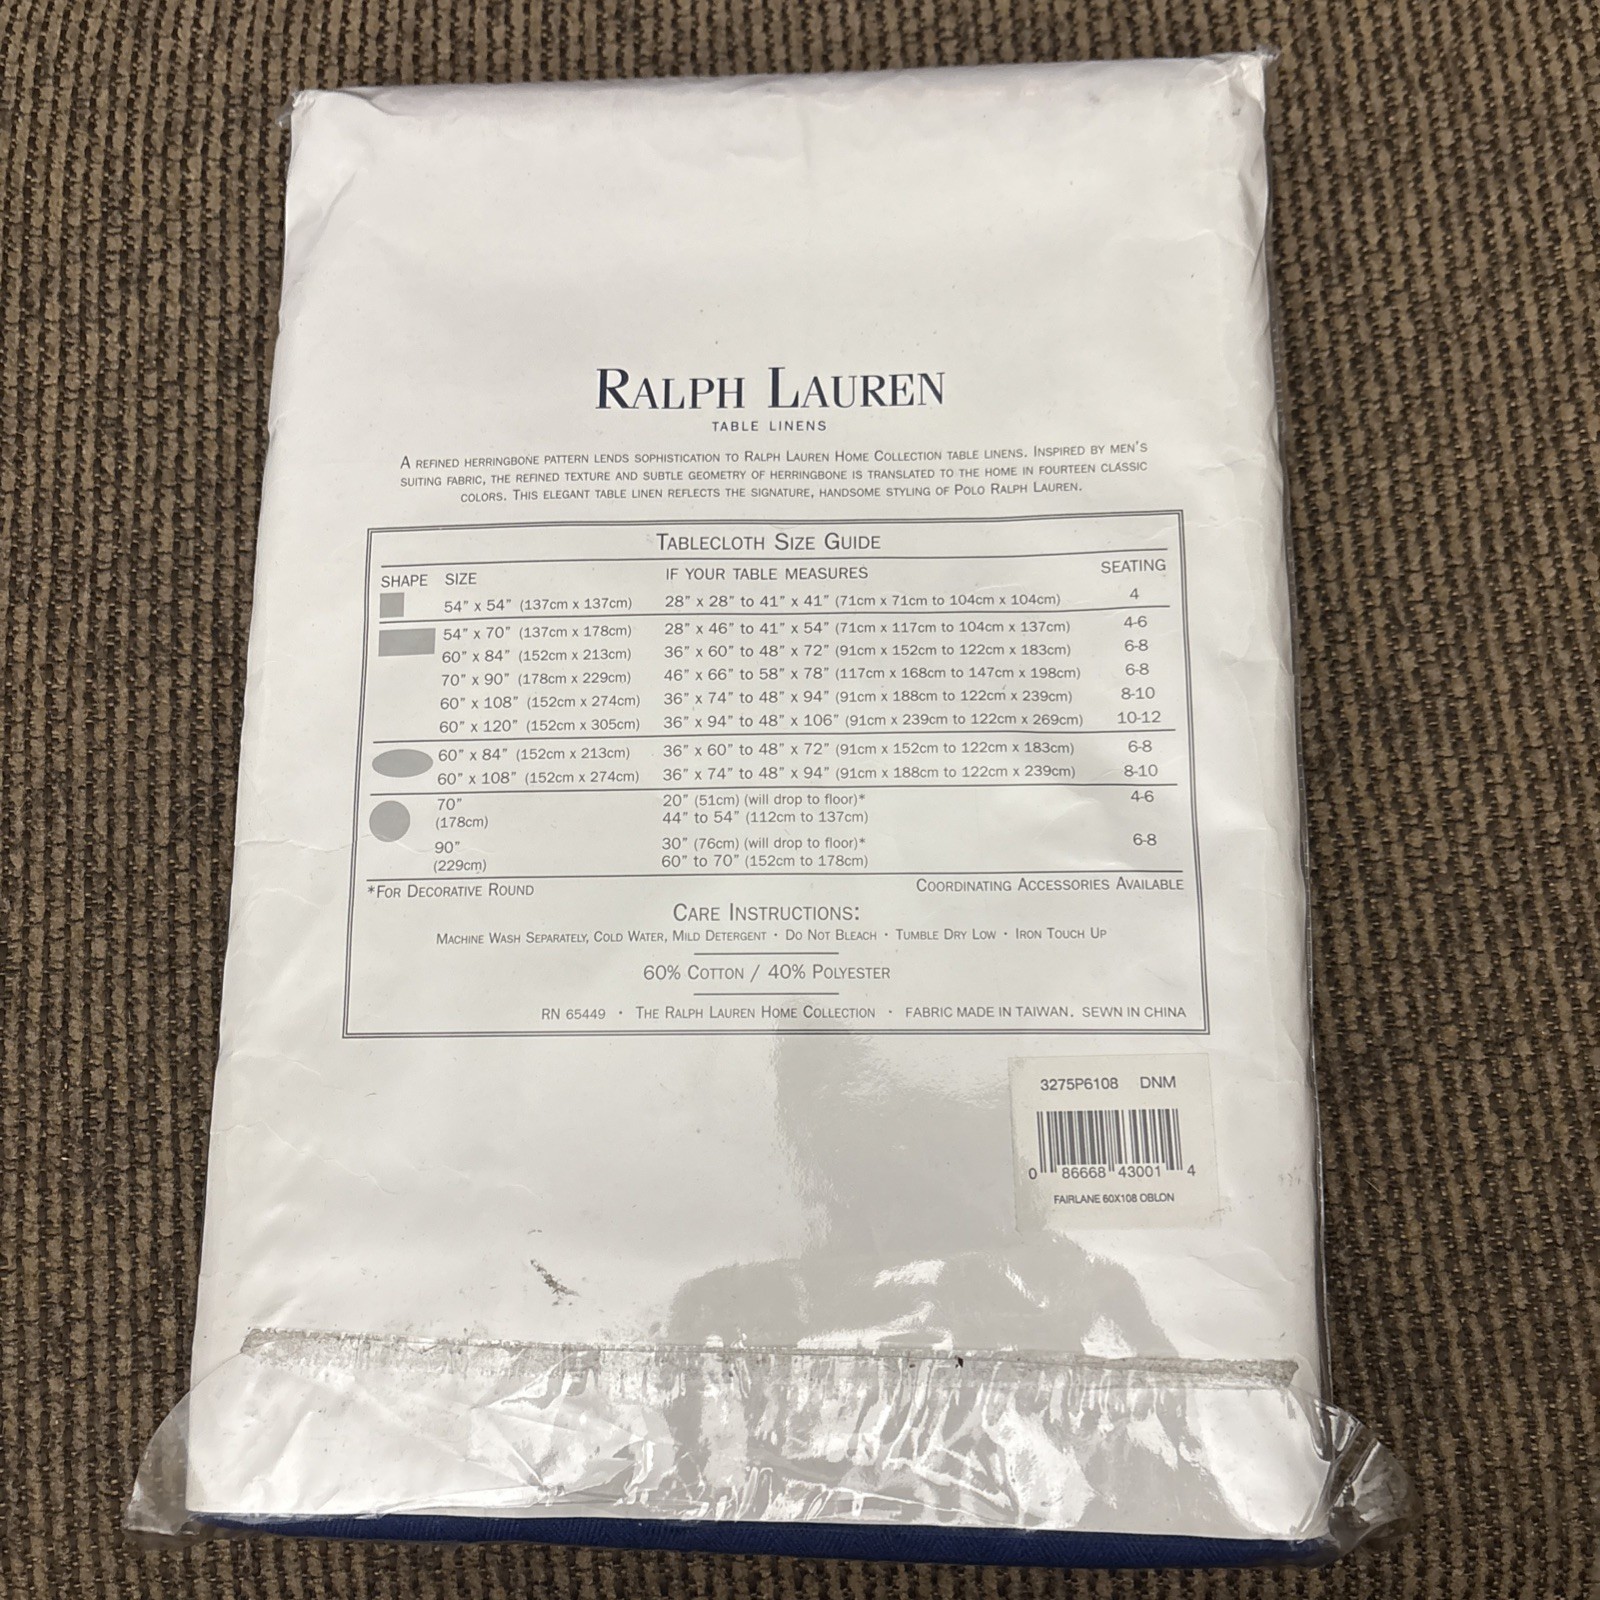 RALPH LAUREN
TABLE LINENS
A REFINED HERRINGBONE PATTERN LENDS SOPHISTICATION TO RALPH LAUREN HOME COLLECTION TABLE LINENS. INSPIRED BY MEN'S
SUITING FABRIC, THE REFINED TEXTURE AND SUBTLE GEOMETRY OF HERRINGBONE IS TRANSLATED TO THE HOME IN FOURTEEN CLASSIC
COLORS. THIS ELEGANT TABLE LINEN REFLECTS THE SIGNATURE, HANDSOME STYLING OF POLO RALPH LAUREN.
TABLECLOTH SIZE GUIDE
SHAPE SIZE IF YOUR TABLE MEASURES SEATING
54" x 54" (137cm x 137cm) 28" x 28" to 41" x 41" (71cm x 71cm to 104cm x 104cm) 4
54" x 70" (137cm x 178cm) 28" x 46" to 41" x 54" (71cm x 117cm to 104cm x 137cm) 4-6
60" x 84" (152cm x 213cm) 36" x 60" to 48" x 72" (91cm x 152cm to 122cm x 183cm) 6-8
70" x 90" (178cm x 229cm) 46" x 66" to 58" x 78" (117cm x 168cm to 147cm x 198cm) 6-8
60" x 108" (152cm x 274cm) 36" x 74" to 48" x 94" (91cm x 188cm to 122cm x 239cm) 8-10
60" x 120" (152cm x 305cm) 36" x 94" to 48" x 106" (91cm x 239cm to 122cm x 269cm) 10-12
60" x 84" (152cm x 213cm) 36" x 60" to 48" x 72" (91cm x 152cm to 122cm x 183cm) 6-8
60" x 108" (152cm x 274cm) 36" x 74" to 48" x 94" (91cm x 188cm to 122cm x 239cm) 8-10
70" 20" (51cm) (will drop to floor)* 4-6
(178cm) 44" to 54" (112cm to 137cm)
90" 30" (76cm) (will drop to floor)* 6-8
(229cm) 60" to 70" (152cm to 178cm)
*FOR DECORATIVE ROUND COORDINATING ACCESSORIES AVAILABLE
CARE INSTRUCTIONS:
MACHINE WASH SEPARATELY, COLD WATER, MILD DETERGENT • DO NOT BLEACH • TUMBLE DRY LOW • IRON TOUCH UP
60% COTTON / 40% POLYESTER
RN 65449 • THE RALPH LAUREN HOME COLLECTION • FABRIC MADE IN TAIWAN. SEWN IN CHINA
3275P6108 DNM
0 86668 43001 4
FAIRLANE 60X108 OBLON